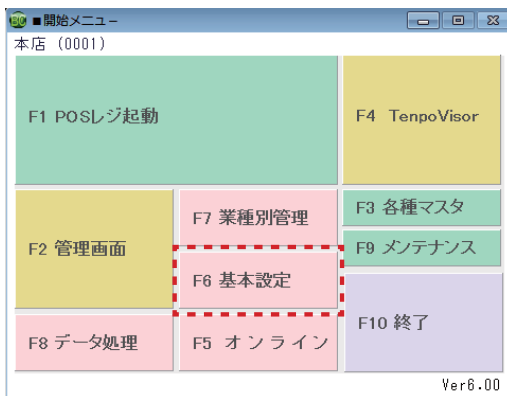 ■開始メニュー
本店 (0001)
F1 POSレジ起動
F4 TenpoVisor
F2 管理画面
F7 業種別管理
F3 各種マスタ
F9 メンテナンス
F6 基本設定
F10 終了
F8 データ処理
F5 オンライン
Ver6.00